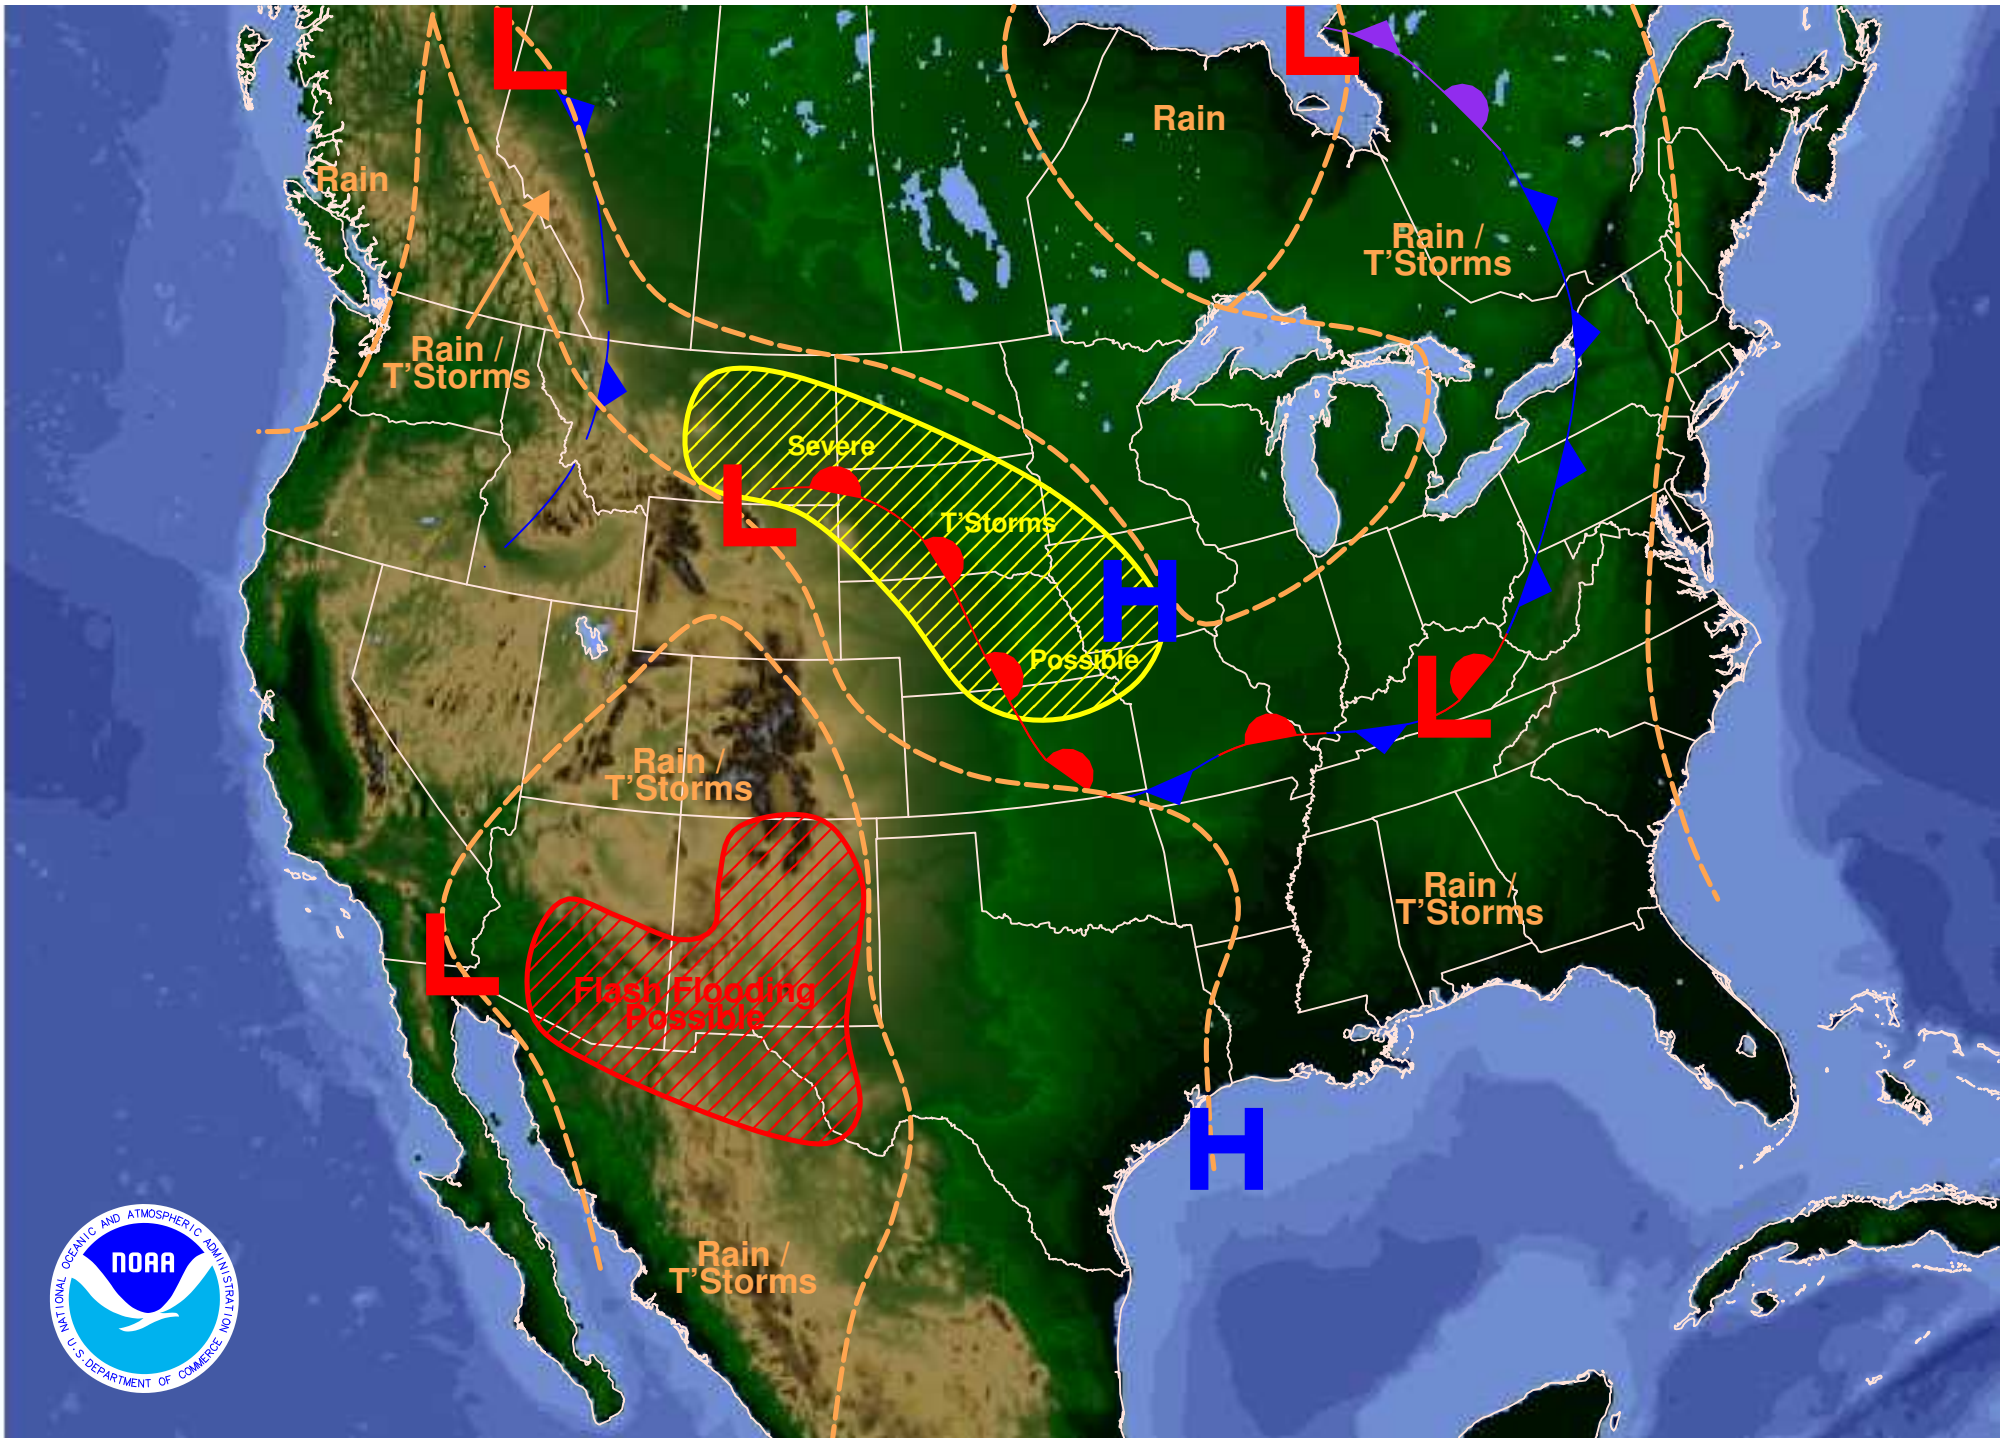 L
L
Rain
Rain
Rain /
T'Storms
Rain /
T'Storms
Severe
L
T'Storms
H
Possible
L
Rain /
T'Storms
Rain /
T'Storms
L
Flash Flooding
Possible
H
Rain /
T'Storms
NOAA
NATIONAL OCEANIC AND ATMOSPHERIC ADMINISTRATION
U.S. DEPARTMENT OF COMMERCE